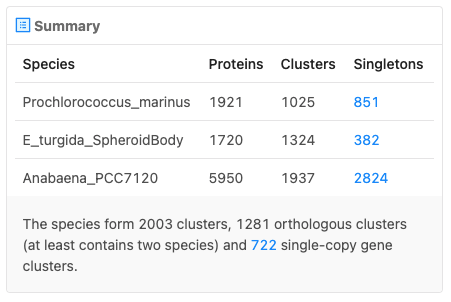 Summary
Species Proteins Clusters Singletons
Prochlorococcus_marinus 1921 1025 851
E_turgida_SpheroidBody 1720 1324 382
Anabaena_PCC7120 5950 1937 2824
The species form 2003 clusters, 1281 orthologous clusters
(at least contains two species) and 722 single-copy gene
clusters.